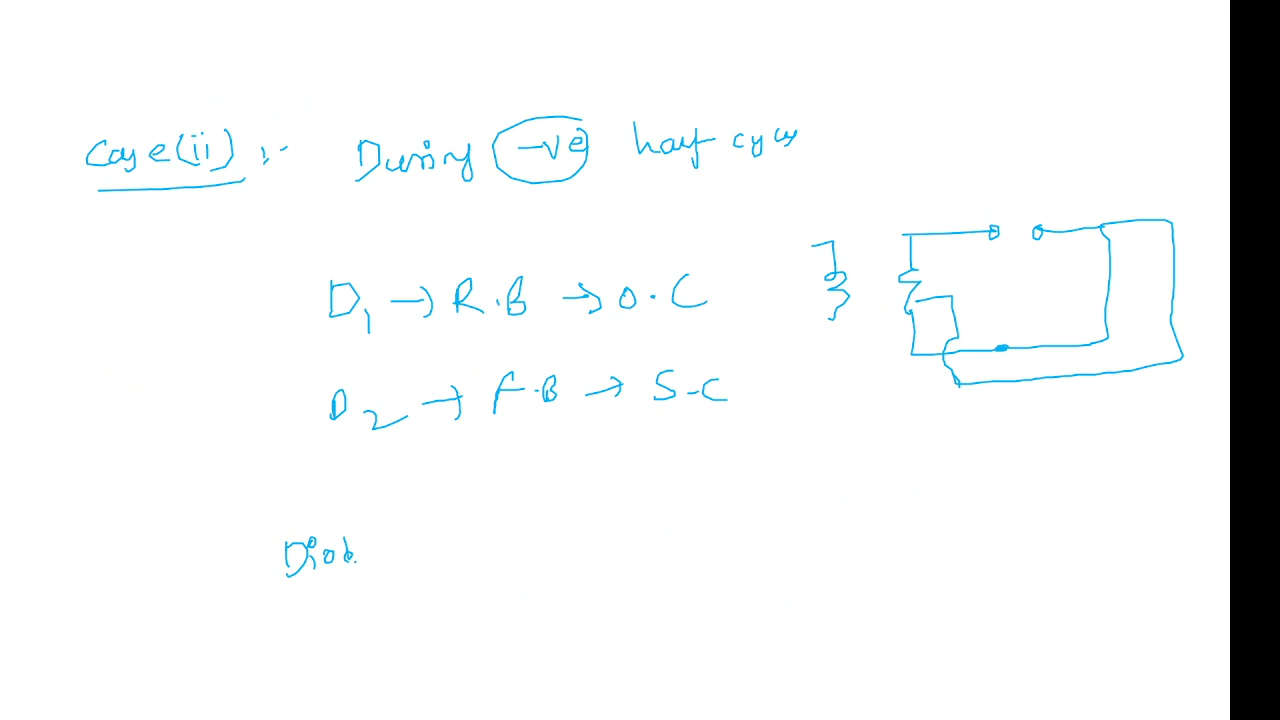 Case(ii) :- During -ve half cycle
D1 → R.B → O.C
D2 → F.B → S.C
Diod